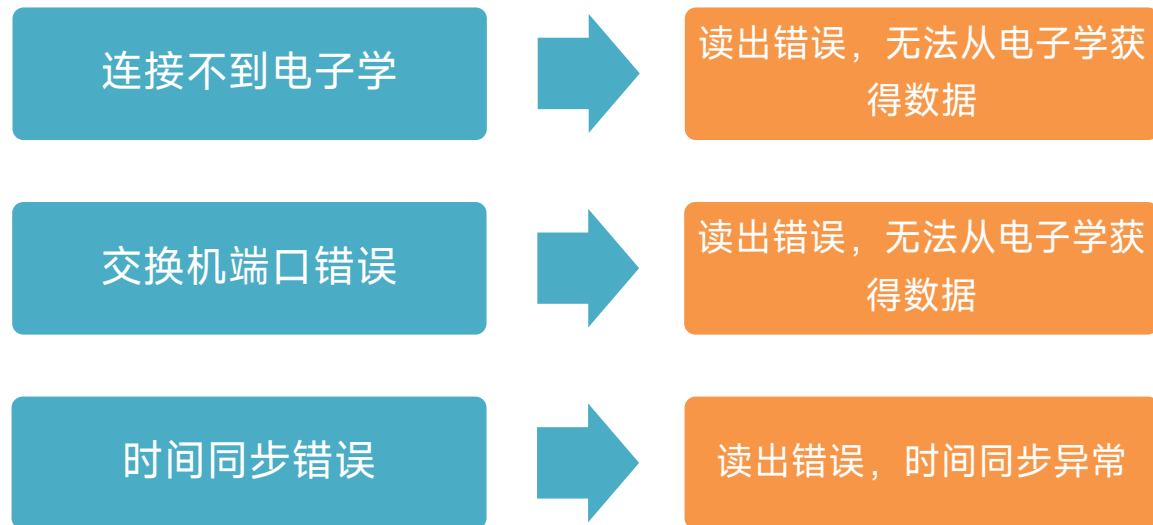 连接不到电子学
读出错误，无法从电子学获
得数据
交换机端口错误
读出错误，无法从电子学获
得数据
时间同步错误
读出错误，时间同步异常